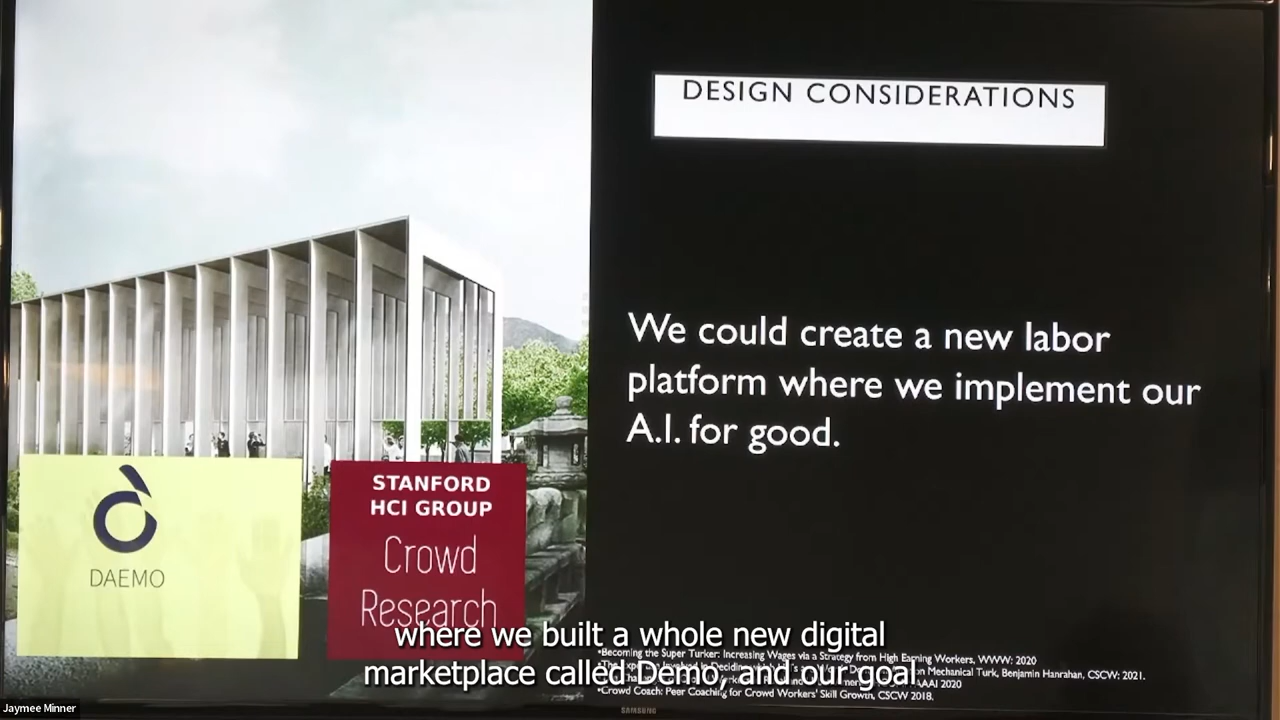 DESIGN CONSIDERATIONS
We could create a new labor
platform where we implement our
A.I. for good.
DAEMO
STANFORD
HCI GROUP
Crowd
Research
where we built a whole new digital
marketplace called Demo, and our goal
*Becoming the Super Turker: Increasing Wages via a Strategy from High Earning Workers, WWW: 2020
Mechanical Turk, Benjamin Hanrahan, CSCW: 2021.
AAAI 2020
*Crowd Coach: Peer Coaching for Crowd Workers' Skill Growth, CSCW 2018.
SAMSUNG
Jaymee Minner